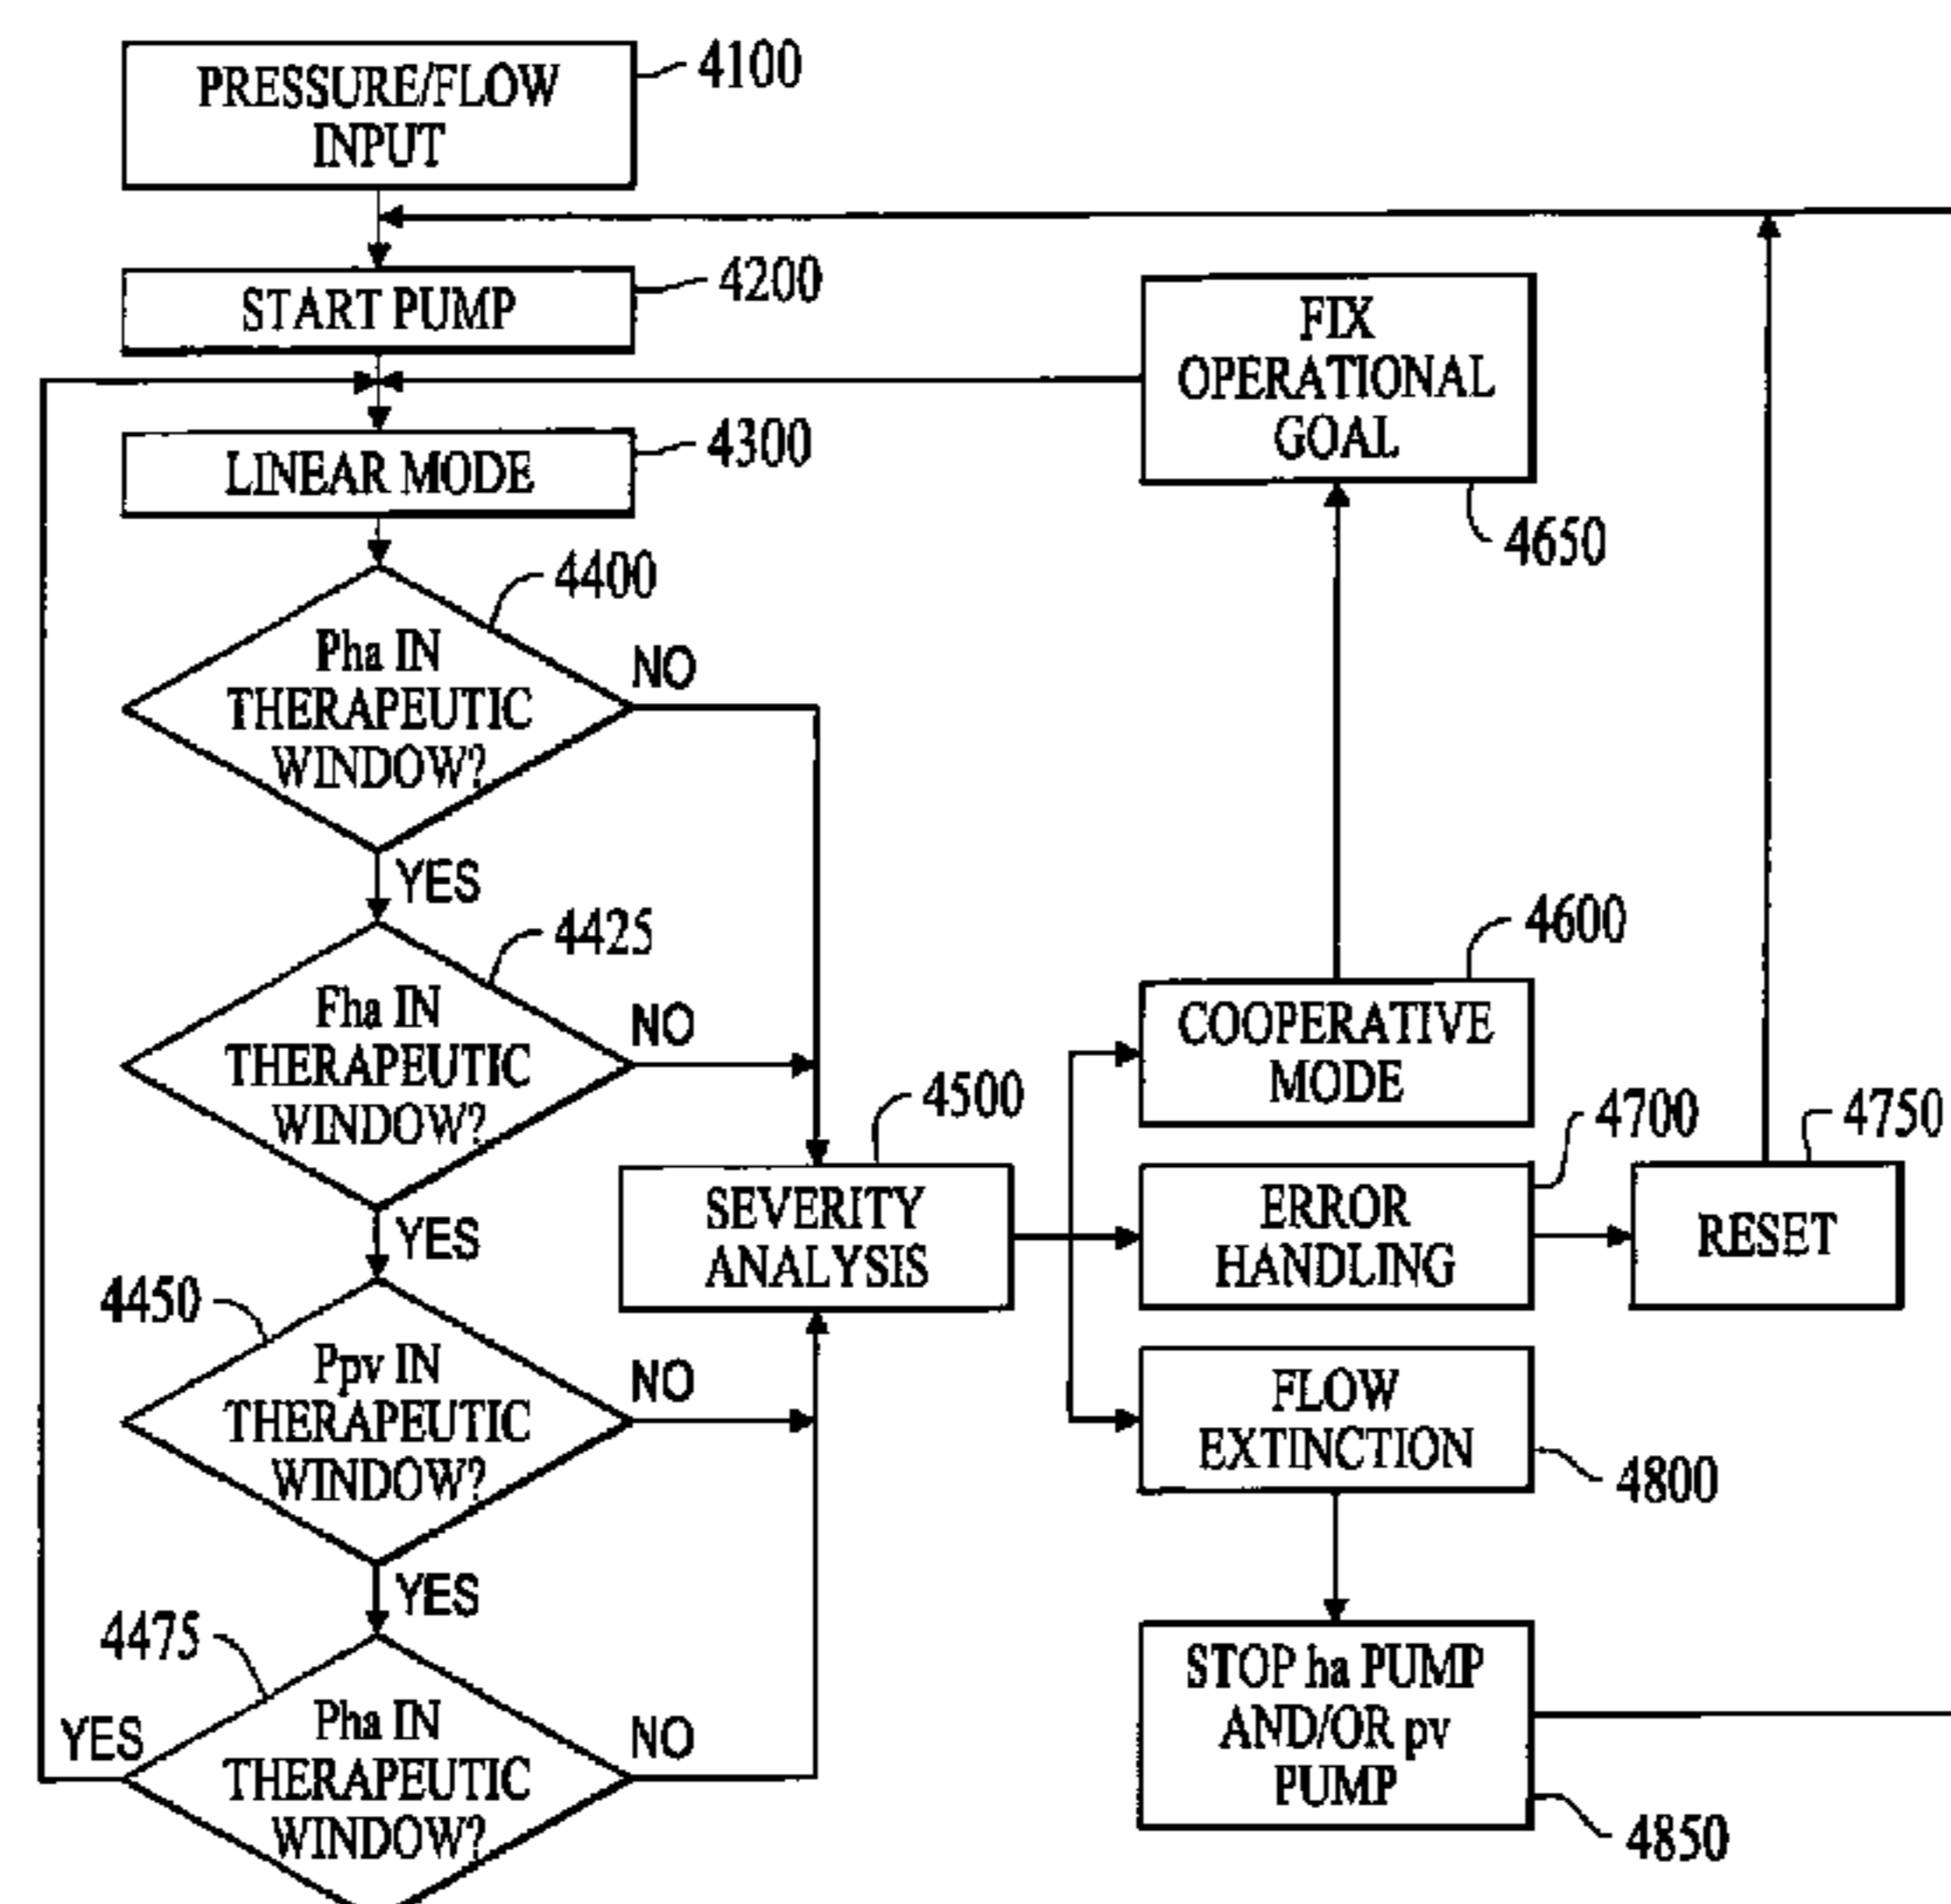 PRESSURE/FLOW
INPUT
4100
START PUMP
4200
LINEAR MODE
4300
FIX
OPERATIONAL
GOAL
4650
4400
Pha IN
THERAPEUTIC
WINDOW?
NO
YES
4425
Fha IN
THERAPEUTIC
WINDOW?
NO
YES
4450
Ppv IN
THERAPEUTIC
WINDOW?
NO
YES
4475
Pha IN
THERAPEUTIC
WINDOW?
YES
NO
4500
SEVERITY
ANALYSIS
4600
COOPERATIVE
MODE
4700
ERROR
HANDLING
4750
RESET
FLOW
EXTINCTION
4800
STOP ha PUMP
AND/OR pv
PUMP
4850